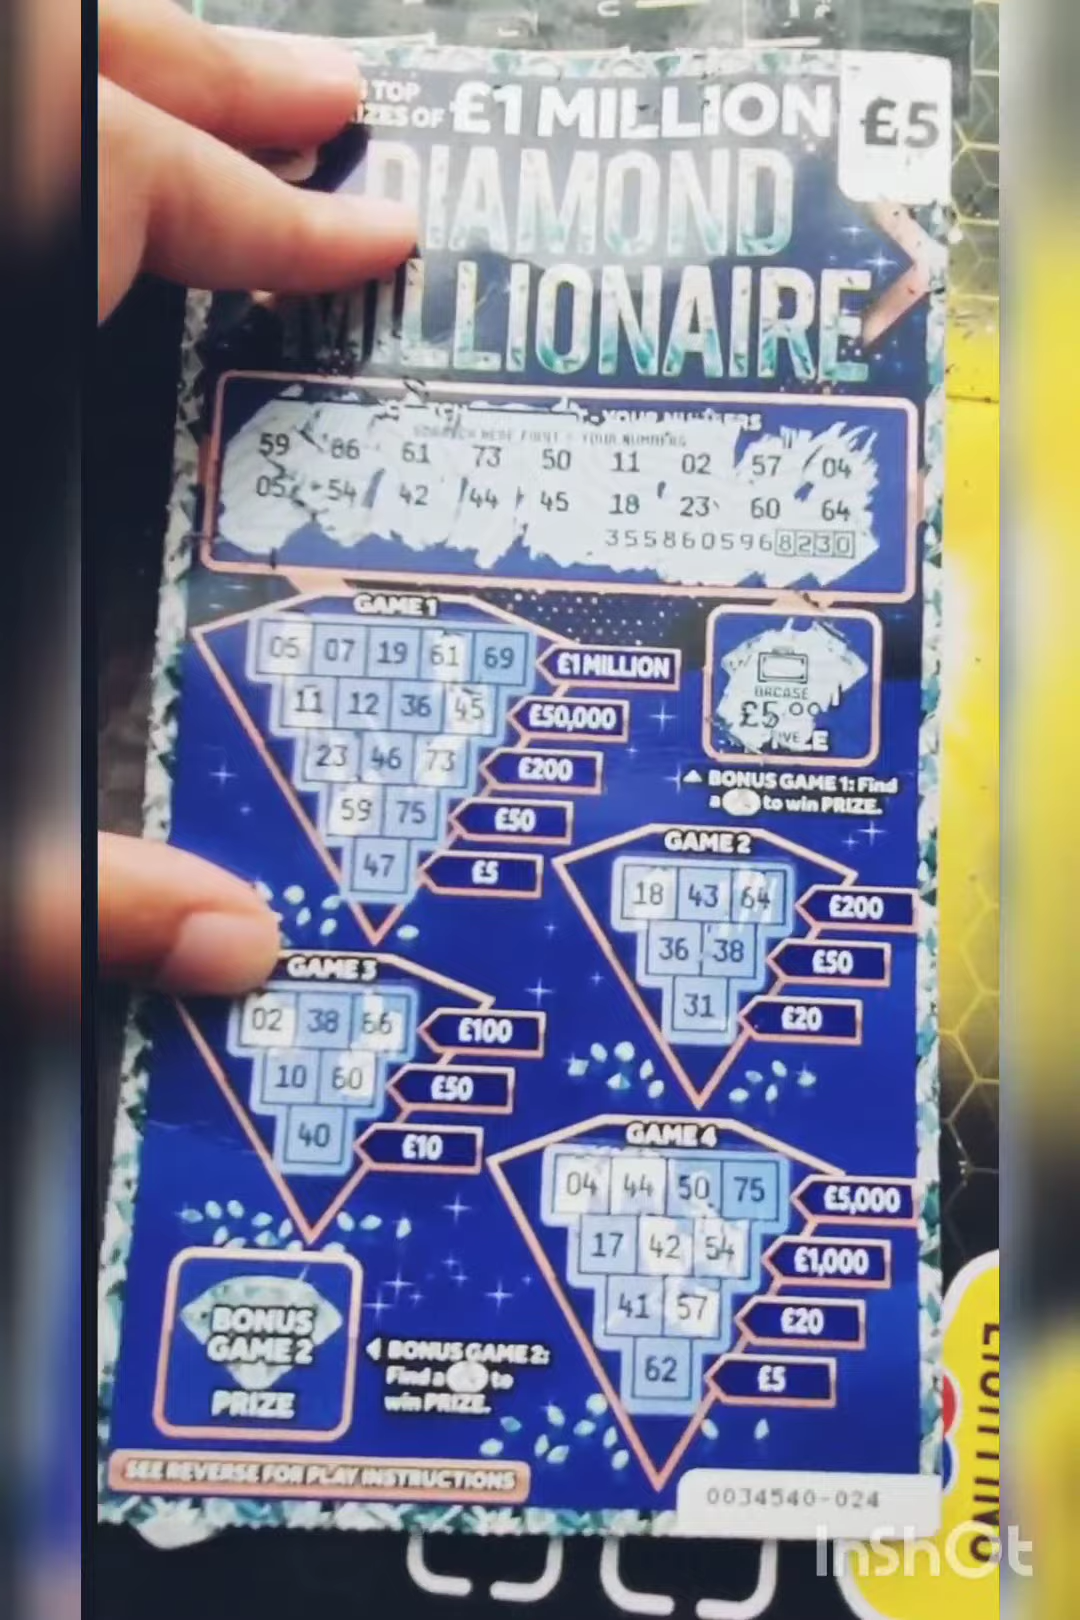 TOP
OF £1 MILLION
£5
DIAMOND
MILLIONAIRE
YOUR NUMBERS
59 86 61 73 50 11 02 57 04
05 54 42 44 45 18 23 60 64
3558605968230
GAME 1
05 07 19 61 69 £1 MILLION
11 12 36 45 £50,000
23 46 73 £200
59 75 £50
47 £5
BRCASE
£5.00
BONUS GAME 1: Find
a to win PRIZE.
GAME 2
18 43 64 £200
36 38 £50
31 £20
GAME 3
02 38 66 £100
10 60 £50
40 £10
GAME 4
04 44 50 75 £5,000
17 42 54 £1,000
41 57 £20
62 £5
BONUS
GAME 2
PRIZE
BONUS GAME 2:
Find a to
win PRIZE.
SEE REVERSE FOR PLAY INSTRUCTIONS
0034540-024
InShOt